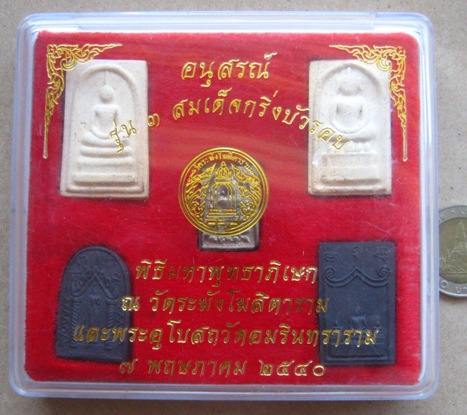 อนุสรณ์
รุ่น ๓ สมเด็จกริ่งบัวรอบ
พิธีมหาพุทธาภิเษก
ณ วัดระฆังโฆสิตาราม
และพระอุโบสถวัดอมรินทราราม
๗ พฤษภาคม ๒๕๔๐